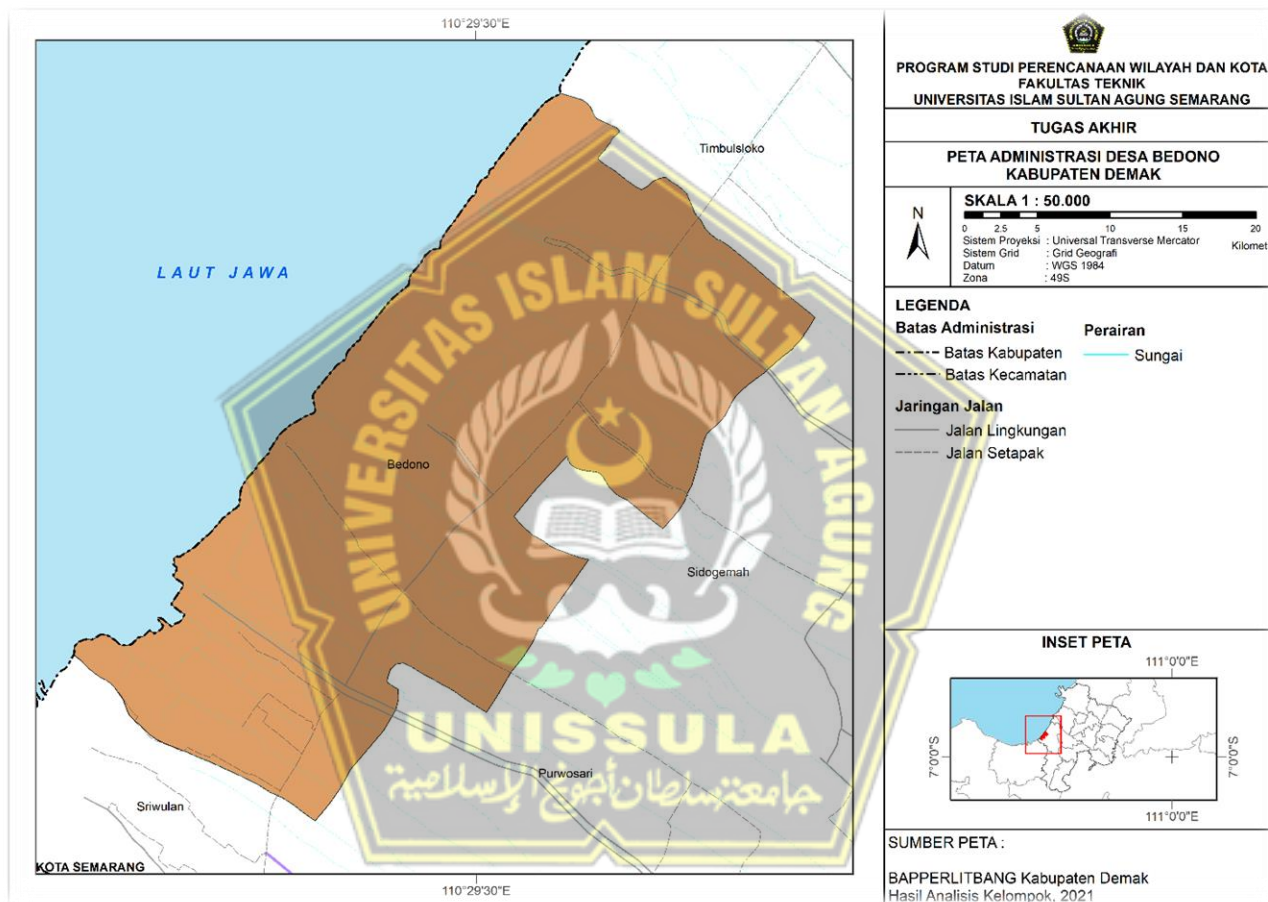 110°29'30"E
Timbulsloko
LAUT JAWA
Bedono
Sidogemah
Purwosari
Sriwulan
KOTA SEMARANG
110°29'30"E
UNIVERSITAS ISLAM SULTAN AGUNG
UNISSULA
جامعة سلطان أجونج الإسلامية
PROGRAM STUDI PERENCANAAN WILAYAH DAN KOTA
FAKULTAS TEKNIK
UNIVERSITAS ISLAM SULTAN AGUNG SEMARANG
TUGAS AKHIR
PETA ADMINISTRASI DESA BEDONO
KABUPATEN DEMAK
N
SKALA 1 : 50.000
0 2.5 5 10 15 20
Kilomet
Sistem Proyeksi : Universal Transverse Mercator
Sistem Grid : Grid Geografi
Datum : WGS 1984
Zona : 49S
LEGENDA
Batas Administrasi
Batas Kabupaten
Batas Kecamatan
Perairan
Sungai
Jaringan Jalan
Jalan Lingkungan
Jalan Setapak
INSET PETA
111°0'0"E
7°0'0"S
7°0'0"S
111°0'0"E
SUMBER PETA :
BAPPERLITBANG Kabupaten Demak
Hasil Analisis Kelompok, 2021